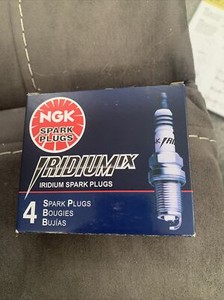 NGK
SPARK
PLUGS
IRIDIUM IX
IRIDIUM SPARK PLUGS
4 SPARK PLUGS
BOUGIES
BUJÍAS